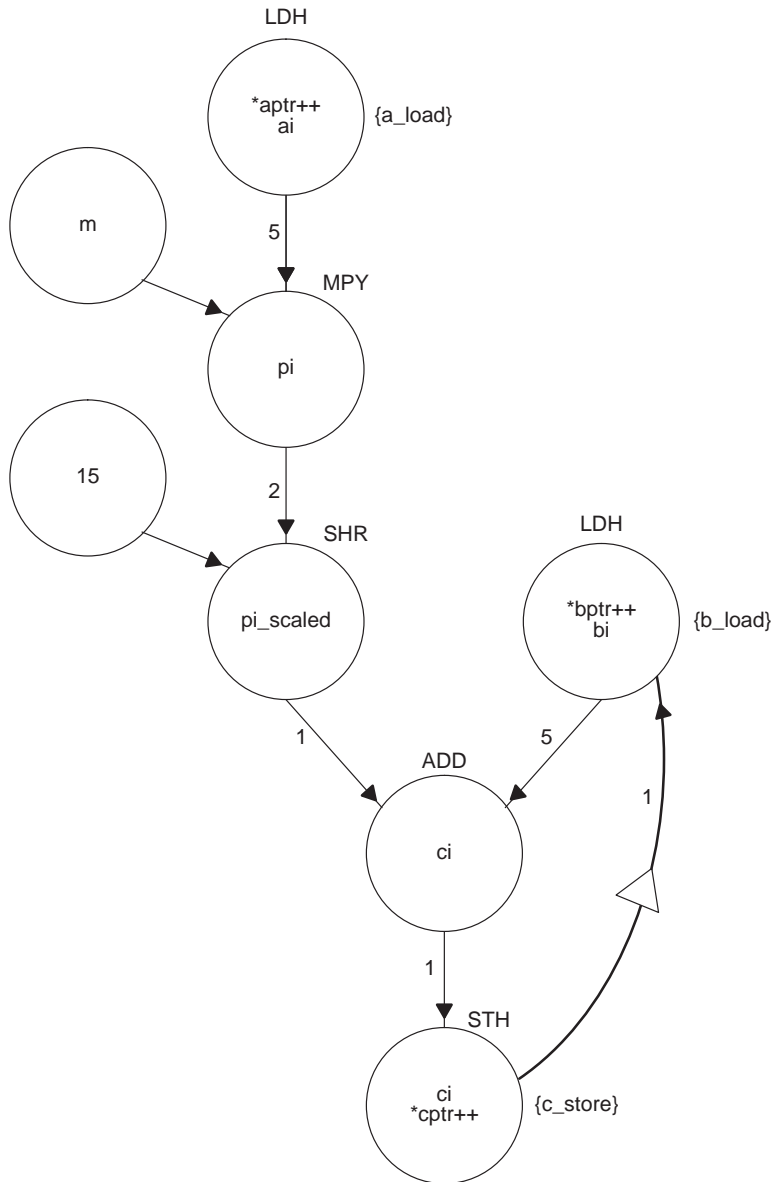 LDH
*aptr++
ai
{a_load}
m
5
MPY
pi
15
2
SHR
LDH
pi_scaled
*bptr++
bi
{b_load}
1
5
ADD
1
ci
1
STH
ci
*cptr++
{c_store}